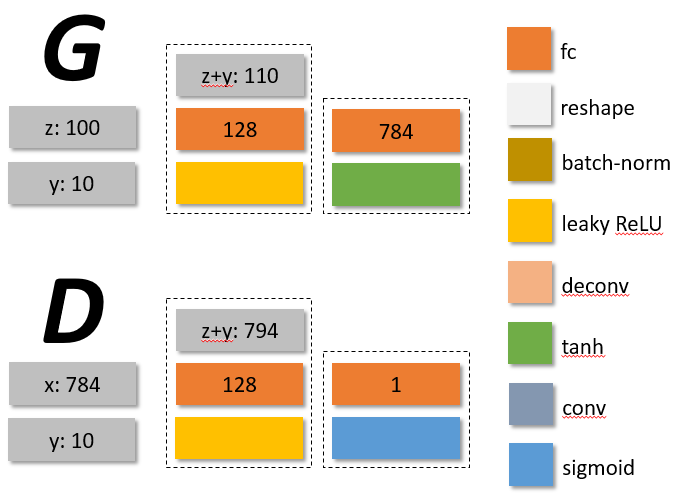 G
z+y: 110
z: 100
128
784
y: 10
D
z+y: 794
x: 784
128
1
y: 10
fc
reshape
batch-norm
leaky ReLU
deconv
tanh
conv
sigmoid